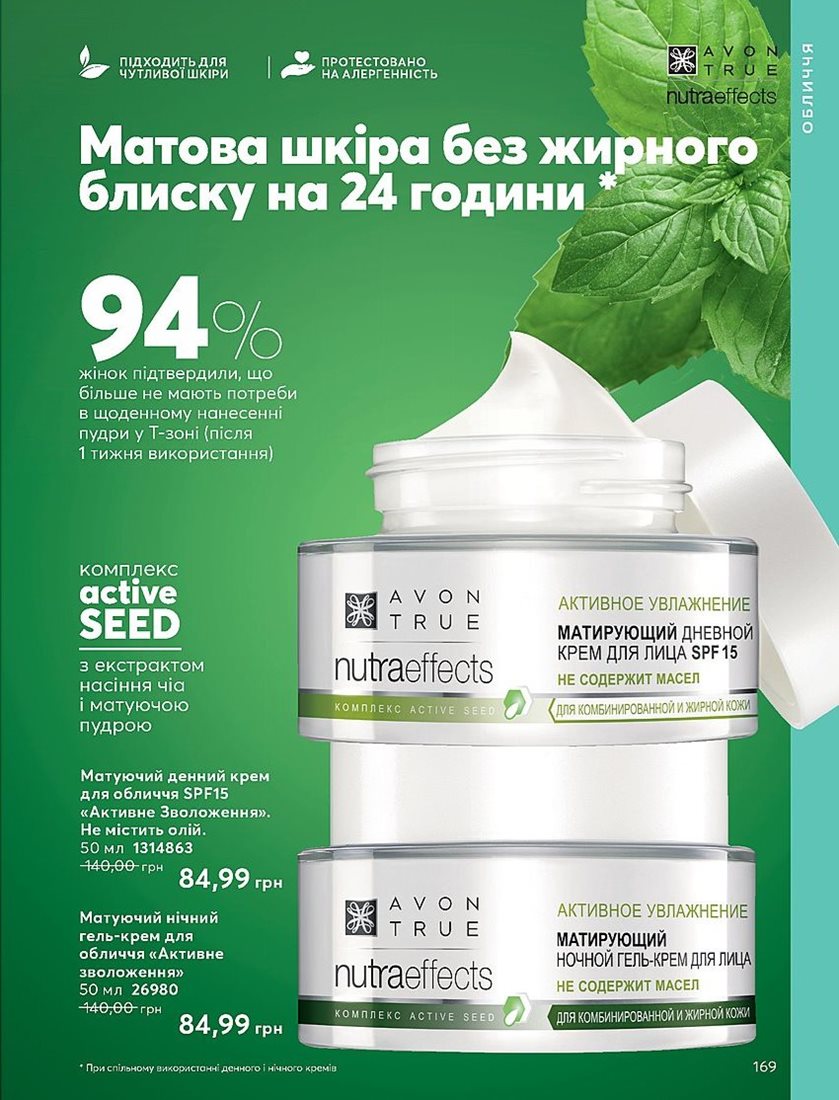 ПІДХОДИТЬ ДЛЯ
ЧУТЛИВОЇ ШКІРИ
ПРОТЕСТОВАНО
НА АЛЕРГЕННІСТЬ
AVON
TRUE
nutraeffects
ОБЛИЧЧЯ
Матова шкіра без жирного
блиску на 24 години *
94%
жінок підтвердили, що
більше не мають потреби
в щоденному нанесенні
пудри у Т-зоні (після
1 тижня використання)
комплекс
active
SEED
з екстрактом
насіння чіа
і матуючою
пудрою
Матуючий денний крем
для обличчя SPF15
«Активне Зволоження».
Не містить олій.
50 мл 1314863
140,00 грн
84,99 грн
Матуючий нічний
гель-крем для
обличчя «Активне
зволоження»
50 мл 26980
140,00 грн
84,99 грн
AVON
TRUE
nutraeffects
КОМПЛЕКС ACTIVE SEED
АКТИВНОЕ УВЛАЖНЕНИЕ
МАТИРУЮЩИЙ ДНЕВНОЙ
КРЕМ ДЛЯ ЛИЦА SPF 15
НЕ СОДЕРЖИТ МАСЕЛ
ДЛЯ КОМБИНИРОВАННОЙ И ЖИРНОЙ КОЖИ
AVON
TRUE
nutraeffects
КОМПЛЕКС ACTIVE SEED
АКТИВНОЕ УВЛАЖНЕНИЕ
МАТИРУЮЩИЙ
НОЧНОЙ ГЕЛЬ-КРЕМ ДЛЯ ЛИЦА
НЕ СОДЕРЖИТ МАСЕЛ
ДЛЯ КОМБИНИРОВАННОЙ И ЖИРНОЙ КОЖИ
* При спільному використанні денного і нічного кремів
169